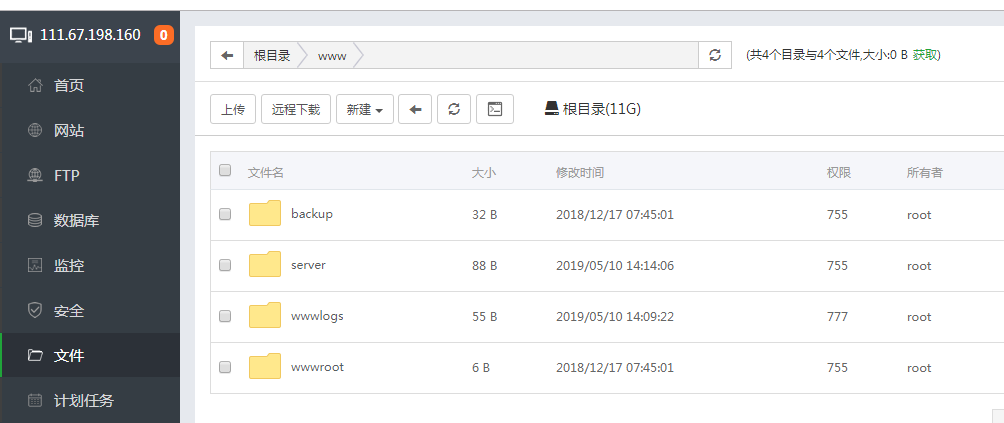 111.67.198.160 0
首页
网站
FTP
数据库
监控
安全
文件
计划任务
根目录 www (共4个目录与4个文件,大小:0 B 获取)
上传 远程下载 新建 根目录(11G)
文件名 大小 修改时间 权限 所有者
backup 32 B 2018/12/17 07:45:01 755 root
server 88 B 2019/05/10 14:14:06 755 root
wwwlogs 55 B 2019/05/10 14:09:22 777 root
wwwroot 6 B 2018/12/17 07:45:01 755 root